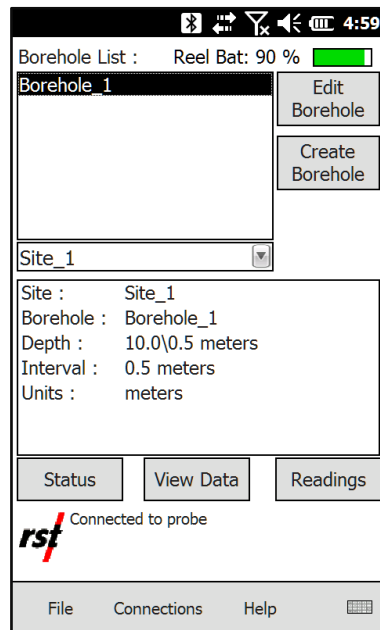 4:59
Borehole List : Reel Bat: 90 %
Borehole_1
Edit
Borehole
Create
Borehole
Site_1
Site : Site_1
Borehole : Borehole_1
Depth : 10.0\0.5 meters
Interval : 0.5 meters
Units : meters
Status View Data Readings
Connected to probe
rst
File Connections Help